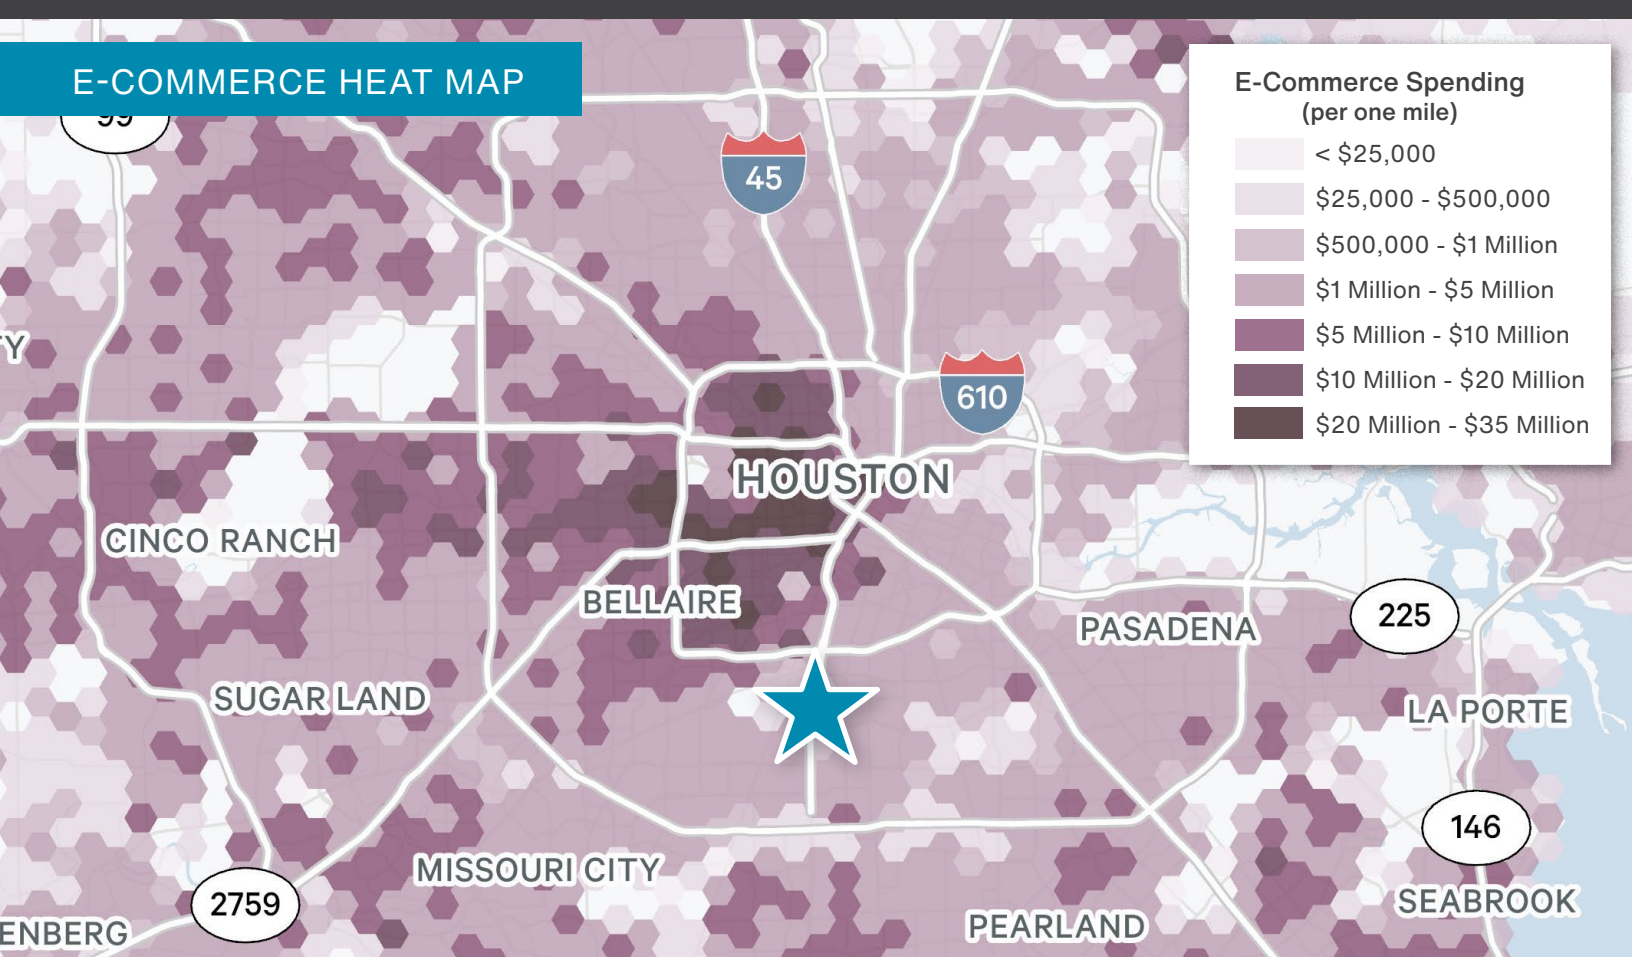 E-COMMERCE HEAT MAP
E-Commerce Spending
(per one mile)
< $25,000
$25,000 - $500,000
$500,000 - $1 Million
$1 Million - $5 Million
$5 Million - $10 Million
$10 Million - $20 Million
$20 Million - $35 Million
99
45
TY
610
HOUSTON
CINCO RANCH
BELLAIRE
PASADENA
225
SUGAR LAND
LA PORTE
146
MISSOURI CITY
2759
SEABROOK
PEARLAND
ENBERG